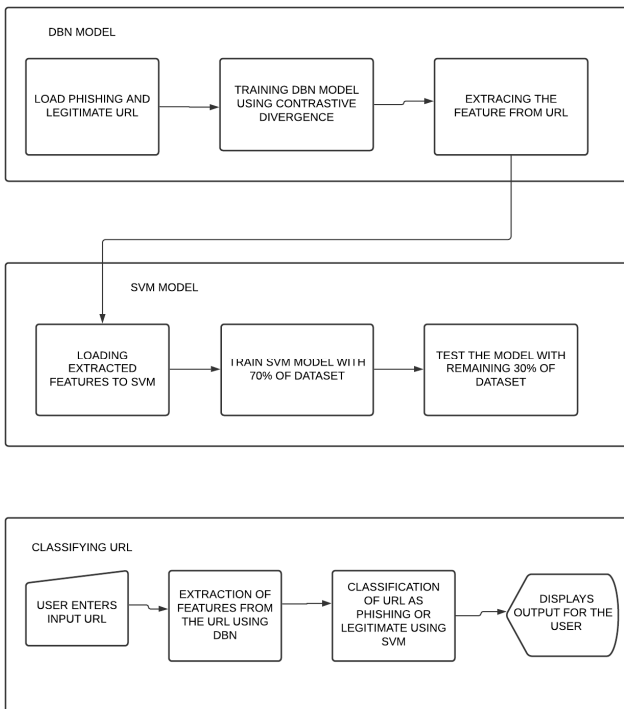 DBN MODEL
LOAD PHISHING AND
LEGITIMATE URL
TRAINING DBN MODEL
USING CONTRASTIVE
DIVERGENCE
EXTRACING THE
FEATURE FROM URL
SVM MODEL
LOADING
EXTRACTED
FEATURES TO SVM
TRAIN SVM MODEL WITH
70% OF DATASET
TEST THE MODEL WITH
REMAINING 30% OF
DATASET
CLASSIFYING URL
USER ENTERS
INPUT URL
EXTRACTION OF
FEATURES FROM
THE URL USING
DBN
CLASSIFICATION
OF URL AS
PHISHING OR
LEGITIMATE USING
SVM
DISPLAYS
OUTPUT FOR THE
USER